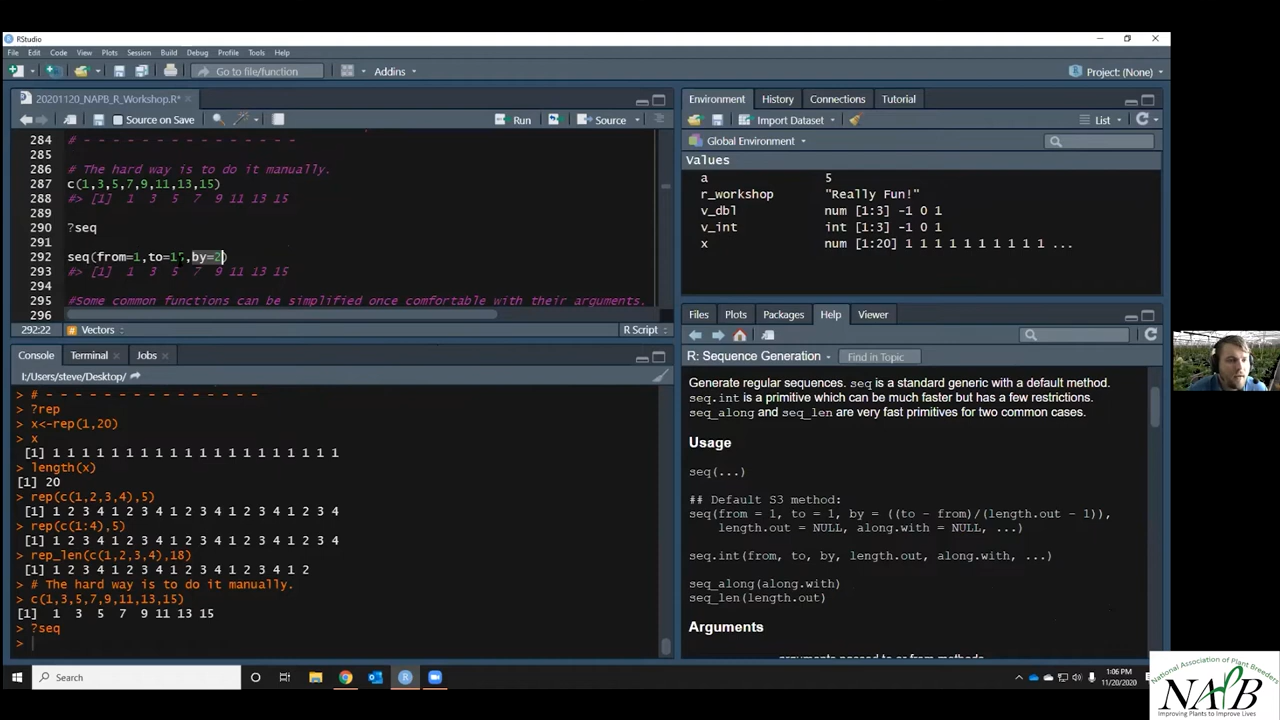 RStudio
File Edit Code View Plots Session Build Debug Profile Tools Help
Go to file/function Addins Project: (None)
20201120_NAPB_R_Workshop.R*
Source on Save Run Source
284 # - - - - - - - - - - - - - -
285
286 # The hard way is to do it manually.
287 c(1,3,5,7,9,11,13,15)
288 #> [1] 1 3 5 7 9 11 13 15
289
290 ?seq
291
292 seq(from=1,to=15,by=2)
293 #> [1] 1 3 5 7 9 11 13 15
294
295 #Some common functions can be simplified once comfortable with their arguments.
296
292:22 Vectors R Script
Console Terminal Jobs
I:/Users/steve/Desktop/
> # - - - - - - - - - - - - - - -
> ?rep
> x<-rep(1,20)
> x
[1] 1 1 1 1 1 1 1 1 1 1 1 1 1 1 1 1 1 1 1 1
> length(x)
[1] 20
> rep(c(1,2,3,4),5)
[1] 1 2 3 4 1 2 3 4 1 2 3 4 1 2 3 4 1 2 3 4
> rep(c(1:4),5)
[1] 1 2 3 4 1 2 3 4 1 2 3 4 1 2 3 4 1 2 3 4
> rep_len(c(1,2,3,4),18)
[1] 1 2 3 4 1 2 3 4 1 2 3 4 1 2 3 4 1 2
> # The hard way is to do it manually.
> c(1,3,5,7,9,11,13,15)
[1] 1 3 5 7 9 11 13 15
> ?seq
>
Environment History Connections Tutorial
Import Dataset List
Global Environment
Values
a 5
r_workshop "Really Fun!"
v_dbl num [1:3] -1 0 1
v_int int [1:3] -1 0 1
x num [1:20] 1 1 1 1 1 1 1 1 1 1 ...
Files Plots Packages Help Viewer
R: Sequence Generation Find in Topic
Generate regular sequences. seq is a standard generic with a default method.
seq.int is a primitive which can be much faster but has a few restrictions.
seq_along and seq_len are very fast primitives for two common cases.
Usage
seq(...)
## Default S3 method:
seq(from = 1, to = 1, by = ((to - from)/(length.out - 1)),
length.out = NULL, along.with = NULL, ...)
seq.int(from, to, by, length.out, along.with, ...)
seq_along(along.with)
seq_len(length.out)
Arguments
Search
1:06 PM
11/20/2020
National Association of Plant Breeders
NAPB
Improving Plants to Improve Lives